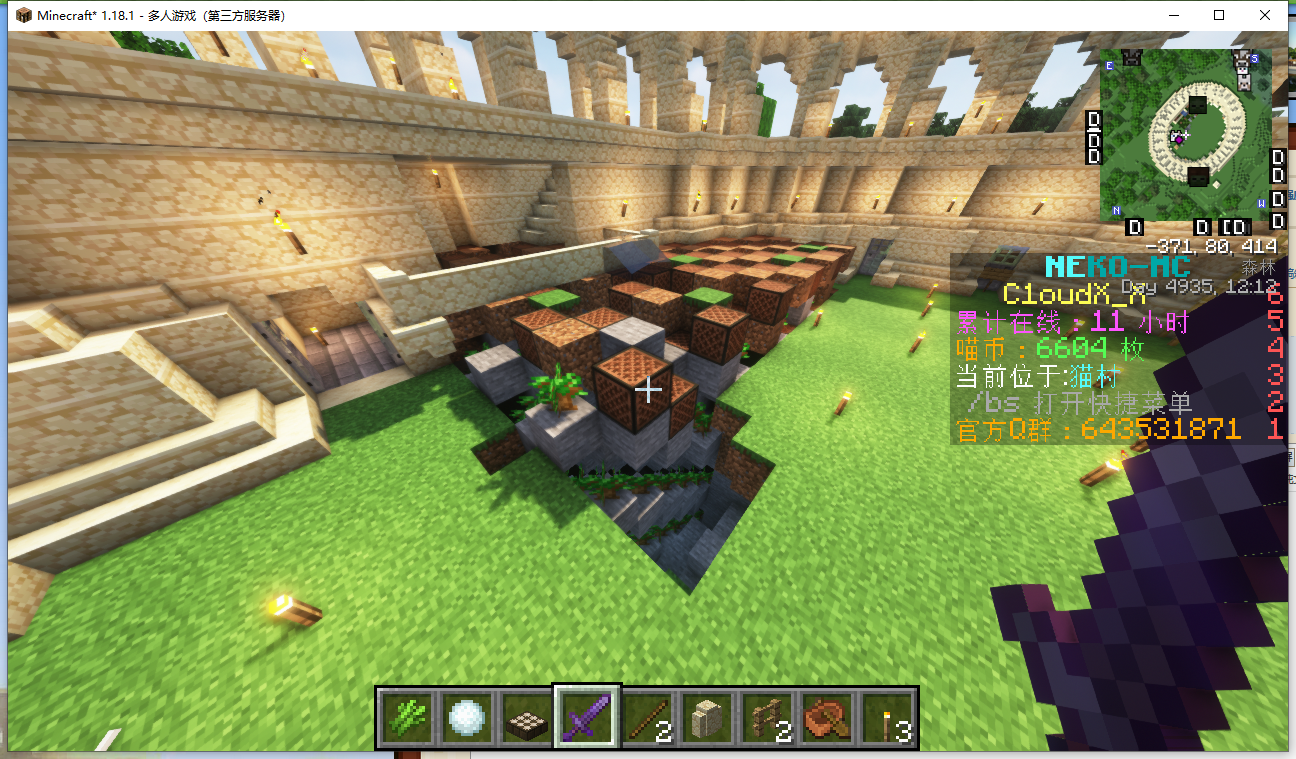 Minecraft* 1.18.1 - 多人游戏（第三方服务器）
E
S
D
D
D
D
D
D
D
N
W
D
D
[D]
-371, 80, 414
NEKO-MC
森林
C1oudX_X
Day 4935, 12:12
6
累计在线：11 小时
5
喵币：6604 枚
4
当前位于:猫村
3
/bs 打开快捷菜单
2
官方Q群：643531871
1
2
2
3